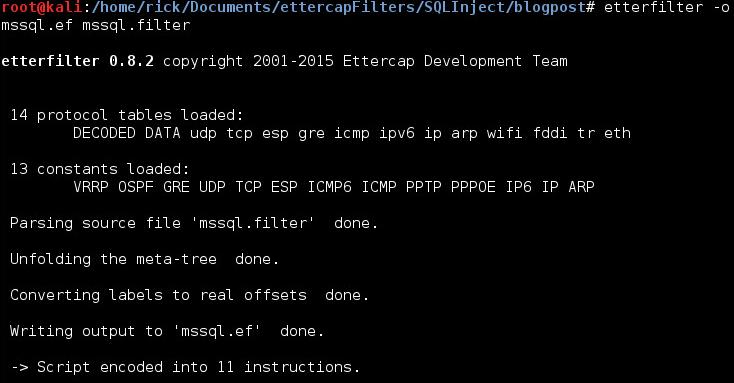 root@kali:/home/rick/Documents/ettercapFilters/SQLInject/blogpost# etterfilter -o
mssql.ef mssql.filter
etterfilter 0.8.2 copyright 2001-2015 Ettercap Development Team
14 protocol tables loaded:
DECODED DATA udp tcp esp gre icmp ipv6 ip arp wifi fddi tr eth
13 constants loaded:
VRRP OSPF GRE UDP TCP ESP ICMP6 ICMP PPTP PPPOE IP6 IP ARP
Parsing source file 'mssql.filter'  done.
Unfolding the meta-tree  done.
Converting labels to real offsets  done.
Writing output to 'mssql.ef'  done.
-> Script encoded into 11 instructions.